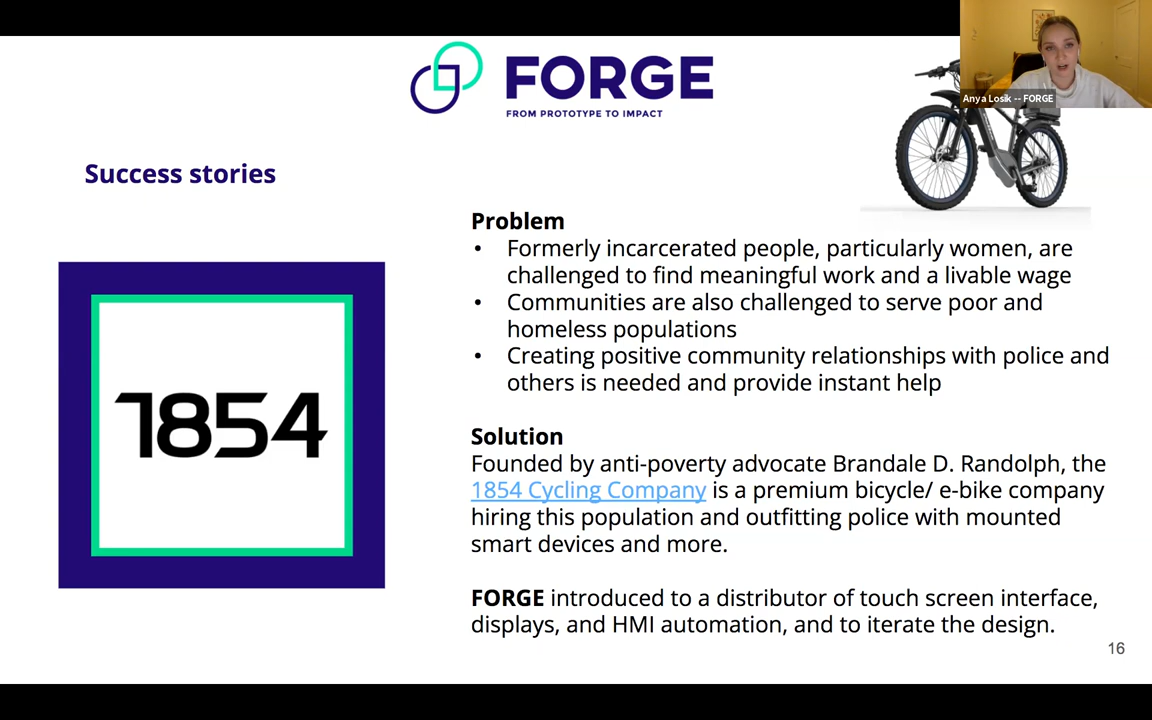 FORGE
FROM PROTOTYPE TO IMPACT
Anya Losik -- FORGE
Success stories
Problem
• Formerly incarcerated people, particularly women, are
challenged to find meaningful work and a livable wage
• Communities are also challenged to serve poor and
homeless populations
• Creating positive community relationships with police and
others is needed and provide instant help
1854
Solution
Founded by anti-poverty advocate Brandale D. Randolph, the
1854 Cycling Company is a premium bicycle/ e-bike company
hiring this population and outfitting police with mounted
smart devices and more.
FORGE introduced to a distributor of touch screen interface,
displays, and HMI automation, and to iterate the design.
16